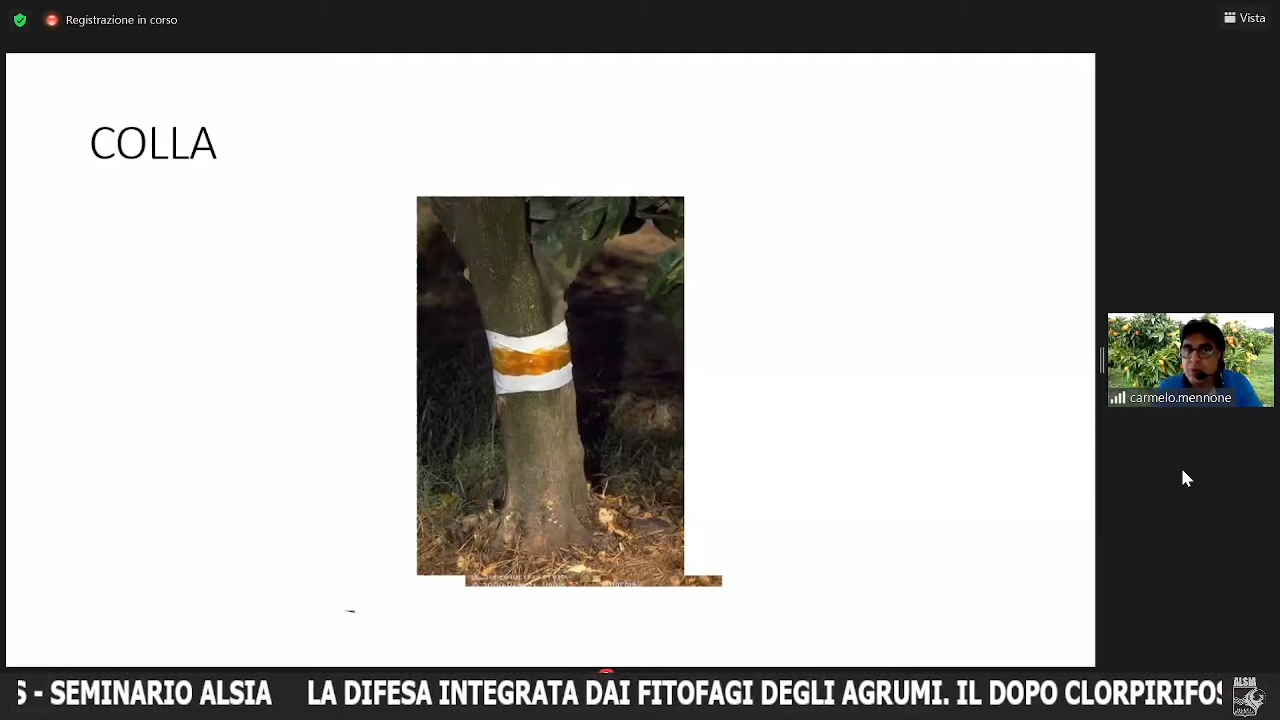 Registrazione in corso
Vista
COLLA
carmelo.mennone
S - SEMINARIO ALSIA LA DIFESA INTEGRATA DAI FITOFAGI DEGLI AGRUMI. IL DOPO CLORPIRIFOS
ALSIA